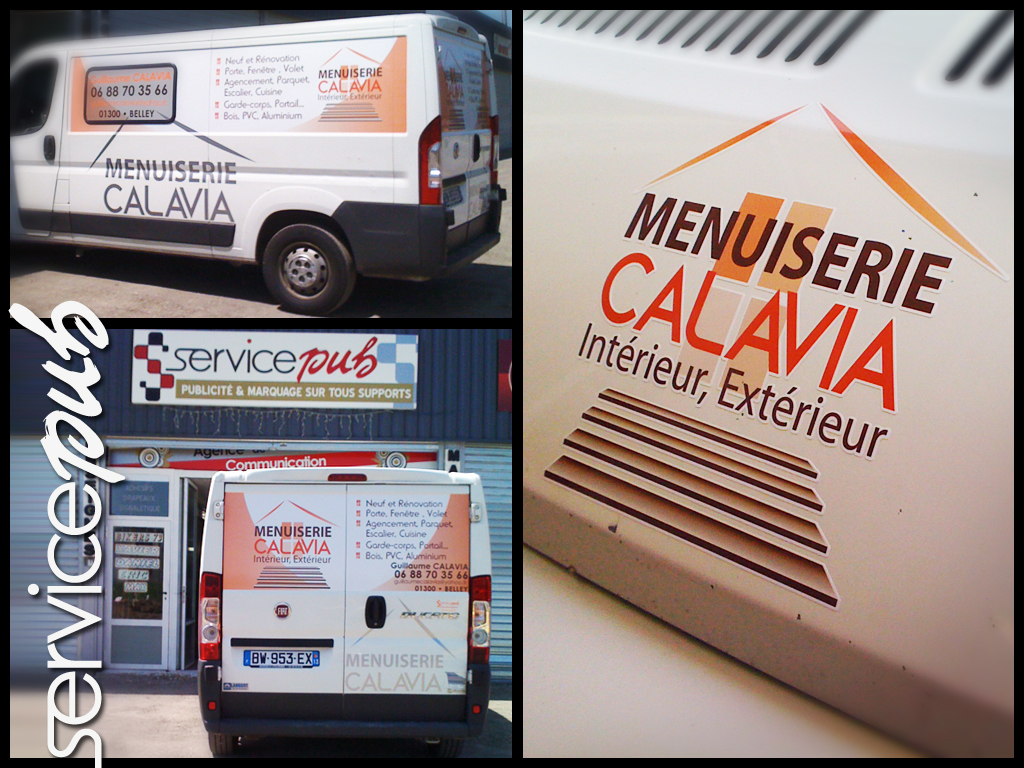 Guillaume CALAVIA
06 88 70 35 66
01300 • BELLEY
Neuf et Rénovation
Porte, Fenêtre , Volet
Agencement, Parquet,
Escalier, Cuisine
Garde-corps, Portail...
Bois, PVC, Aluminium
MENUISERIE
CALAVIA
Intérieur, Extérieur
MENUISERIE
CALAVIA
MENUISERIE
CALAVIA
Intérieur, Extérieur
servicepub
servicepub
PUBLICITÉ & MARQUAGE SUR TOUS SUPPORTS
Agence de
Communication
MENUISERIE
CALAVIA
Intérieur, Extérieur
Neuf et Rénovation
Porte, Fenêtre , Volet
Agencement, Parquet,
Escalier, Cuisine
Garde-corps, Portail...
Bois, PVC, Aluminium
Guillaume CALAVIA
06 88 70 35 66
01300 • BELLEY
FIAT
DUCATO
BW-953-EX
MENUISERIE
CALAVIA